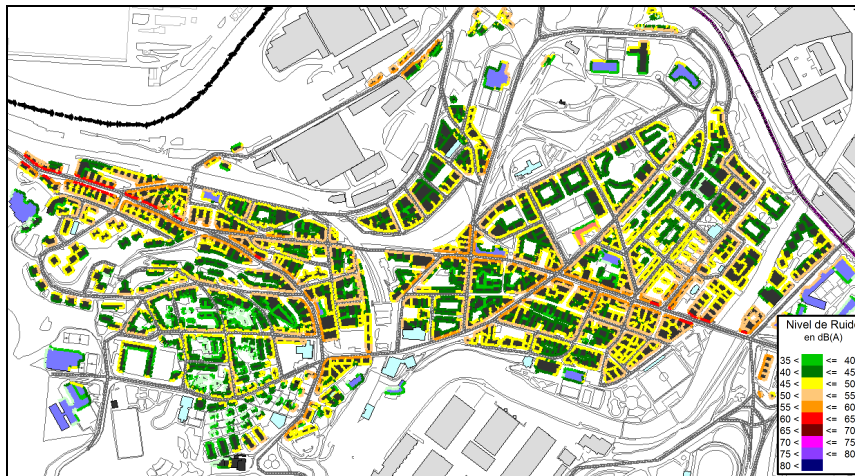 Nivel de Ruido
en dB(A)
35 < <= 40
40 < <= 45
45 < <= 50
50 < <= 55
55 < <= 60
60 < <= 65
65 < <= 70
70 < <= 75
75 < <= 80
80 <